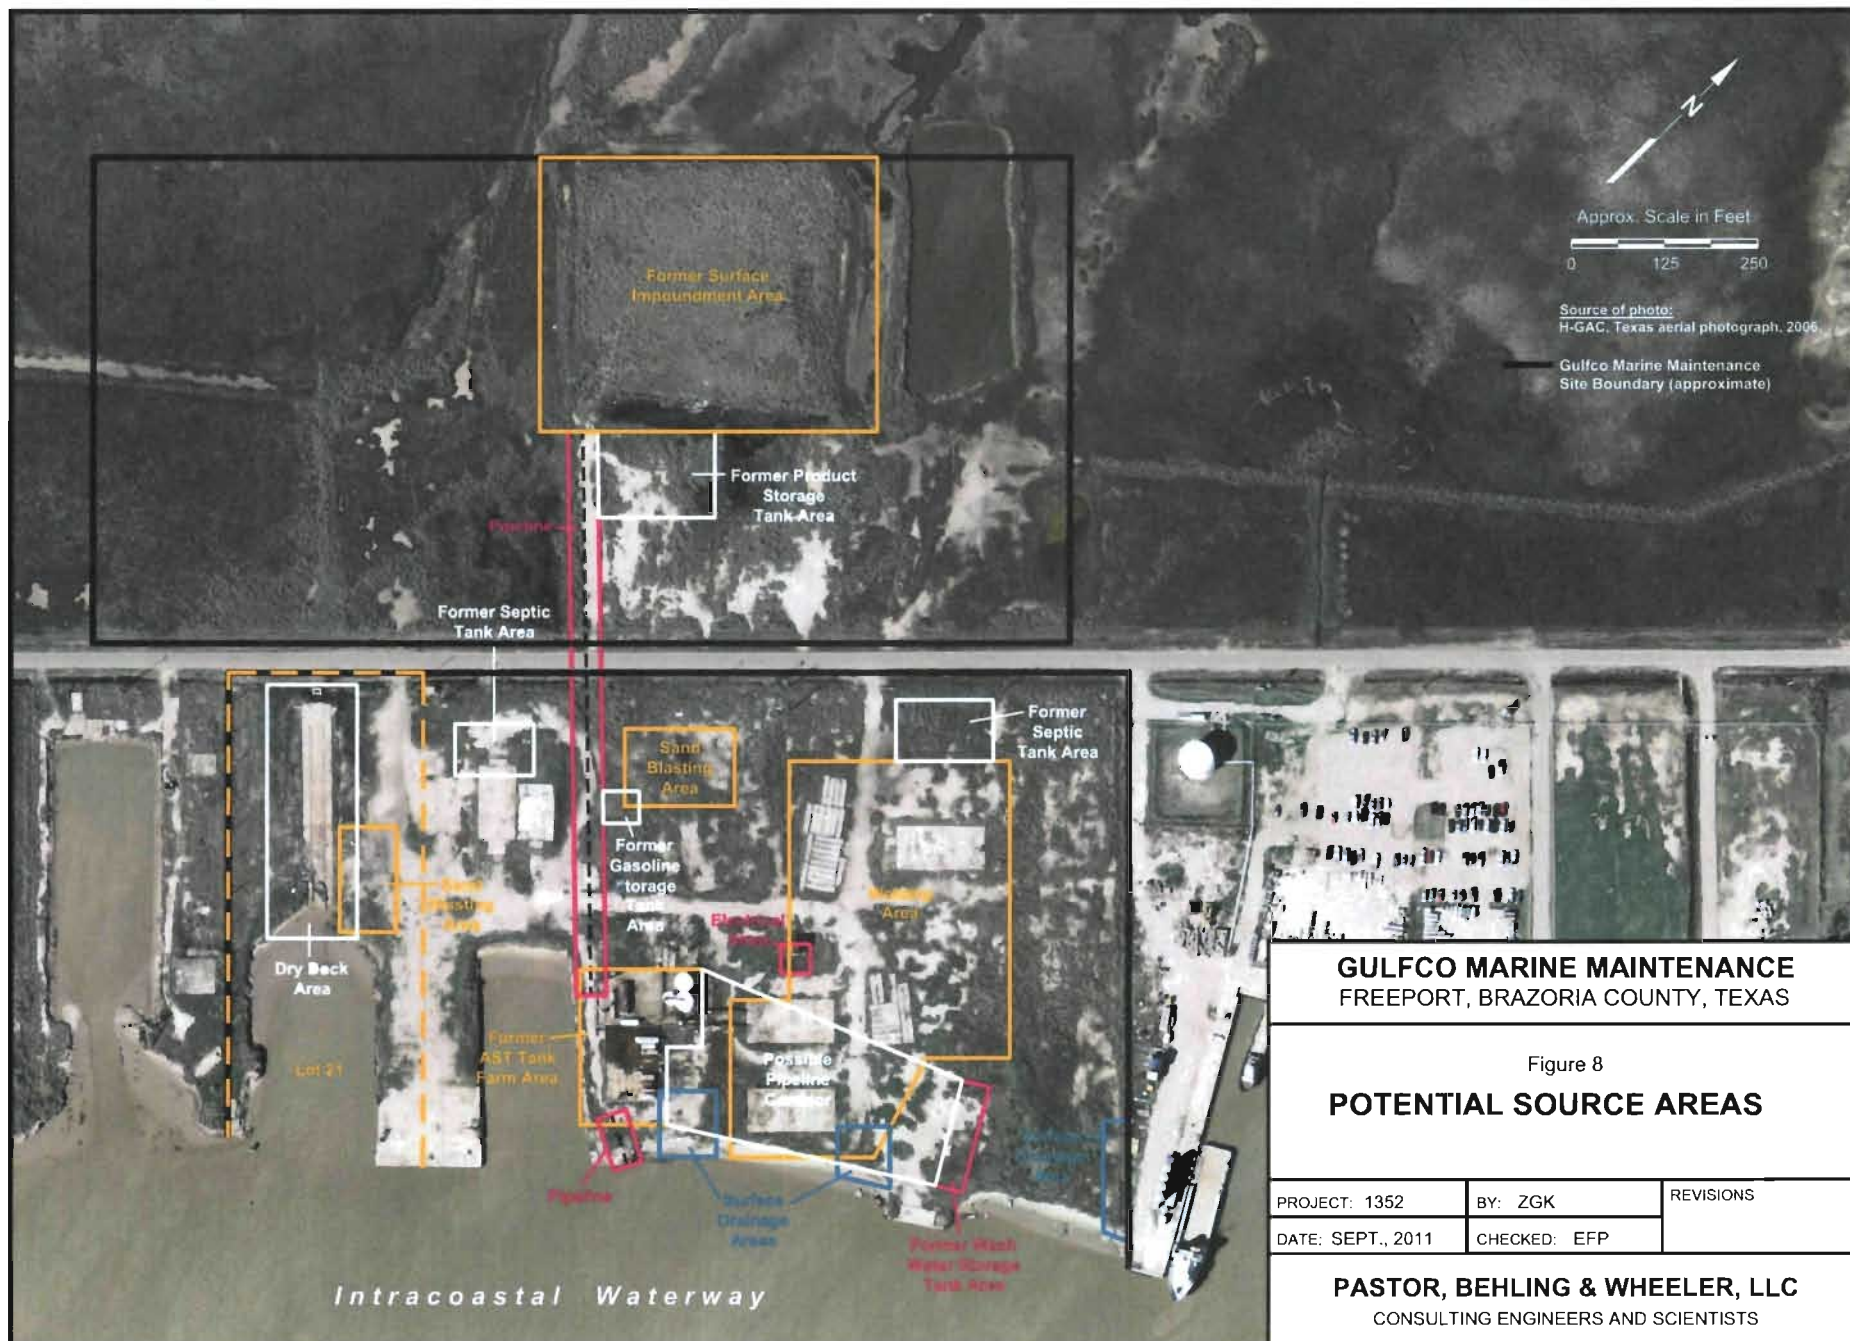 N
Approx. Scale in Feet
0 125 250
Source of photo:
H-GAC, Texas aerial photograph, 2006.
Gulfco Marine Maintenance
Site Boundary (approximate)
Former Surface
Impoundment Area
Former Product
Storage
Tank Area
Pipeline
Former Septic
Tank Area
Former
Septic
Tank Area
Sand
Blasting
Area
Former
Gasoline
torage
Tank
Area
Sand
Area
Area
Electrical
Dry Dock
Area
Lot 21
Former
AST Tank
Farm Area
Possible
Pipeline
Pipeline
Surface
Drainage
Areas
Former Wash
Water Storage
Tank Area
Intracoastal Waterway
GULFCO MARINE MAINTENANCE
FREEPORT, BRAZORIA COUNTY, TEXAS
Figure 8
POTENTIAL SOURCE AREAS
PROJECT: 1352
BY: ZGK
REVISIONS
DATE: SEPT., 2011
CHECKED: EFP
PASTOR, BEHLING & WHEELER, LLC
CONSULTING ENGINEERS AND SCIENTISTS